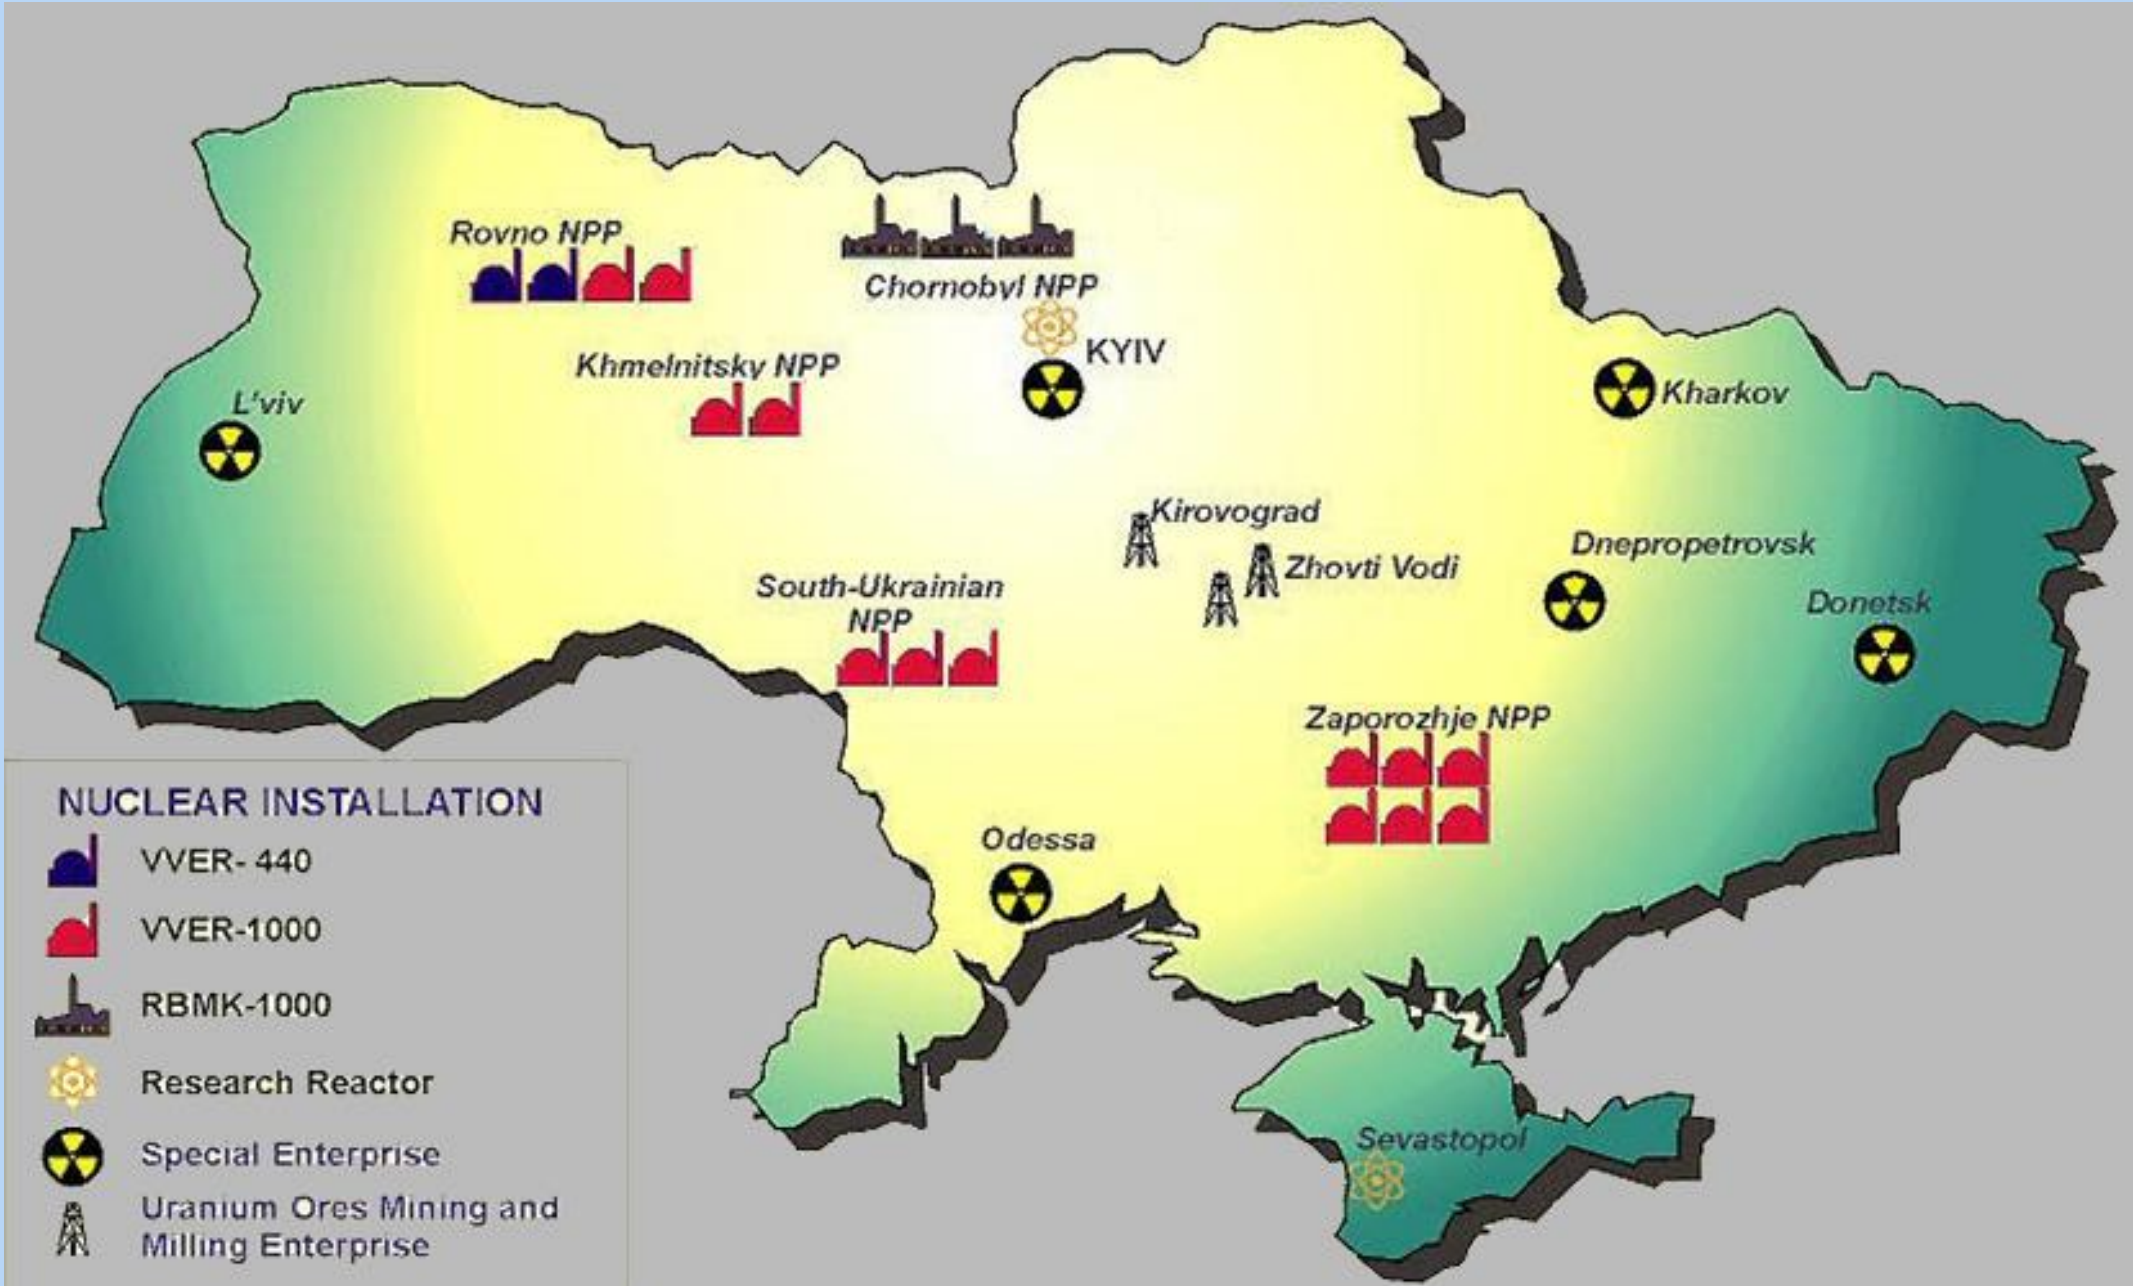 Rovno NPP
Chornobyl NPP
KYIV
Khmelnitsky NPP
L'viv
Kharkov
Kirovograd
Zhovti Vodi
Dnepropetrovsk
Donetsk
South-Ukrainian
NPP
Zaporozhje NPP
Odessa
Sevastopol
NUCLEAR INSTALLATION
VVER- 440
VVER-1000
RBMK-1000
Research Reactor
Special Enterprise
Uranium Ores Mining and
Milling Enterprise